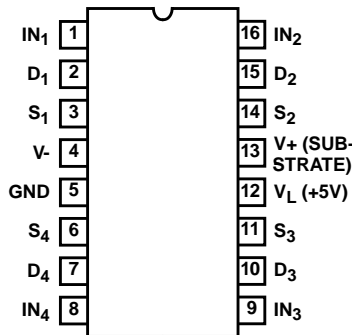 IN1 1 16 IN2
D1 2 15 D2
S1 3 14 S2
V- 4 13 V+ (SUB-
STRATE)
GND 5 12 VL (+5V)
S4 6 11 S3
D4 7 10 D3
IN4 8 9 IN3